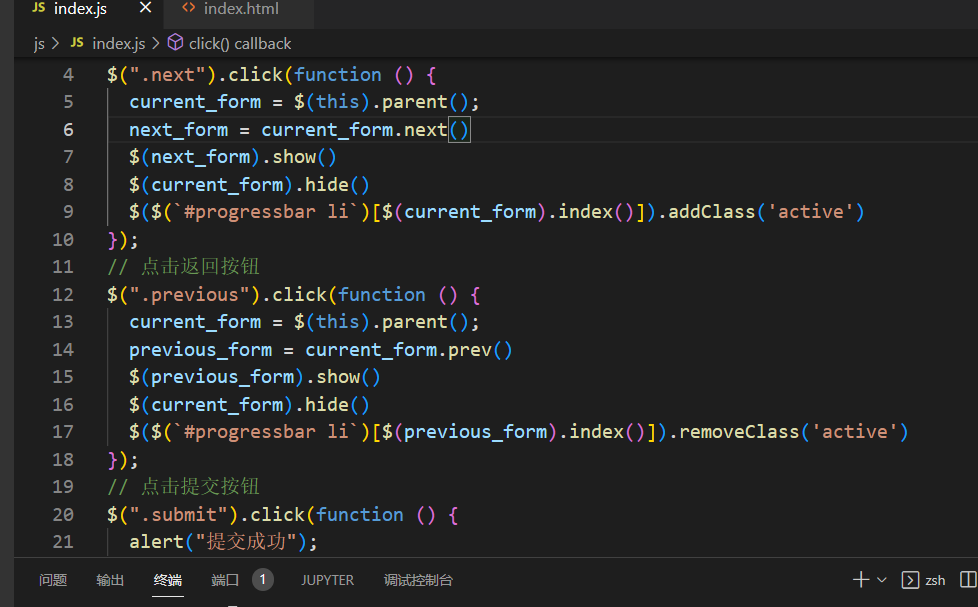 JS index.js × <> index.html
js > JS index.js > click() callback
4 $(".next").click(function () {
5 current_form = $(this).parent();
6 next_form = current_form.next()
7 $(next_form).show()
8 $(current_form).hide()
9 $($(`#progressbar li`)[$(current_form).index()]).addClass('active')
10 });
11 // 点击返回按钮
12 $(".previous").click(function () {
13 current_form = $(this).parent();
14 previous_form = current_form.prev()
15 $(previous_form).show()
16 $(current_form).hide()
17 $($(`#progressbar li`)[$(previous_form).index()]).removeClass('active')
18 });
19 // 点击提交按钮
20 $(".submit").click(function () {
21 alert("提交成功");
问题 输出 终端 端口 1 JUPYTER 调试控制台 zsh